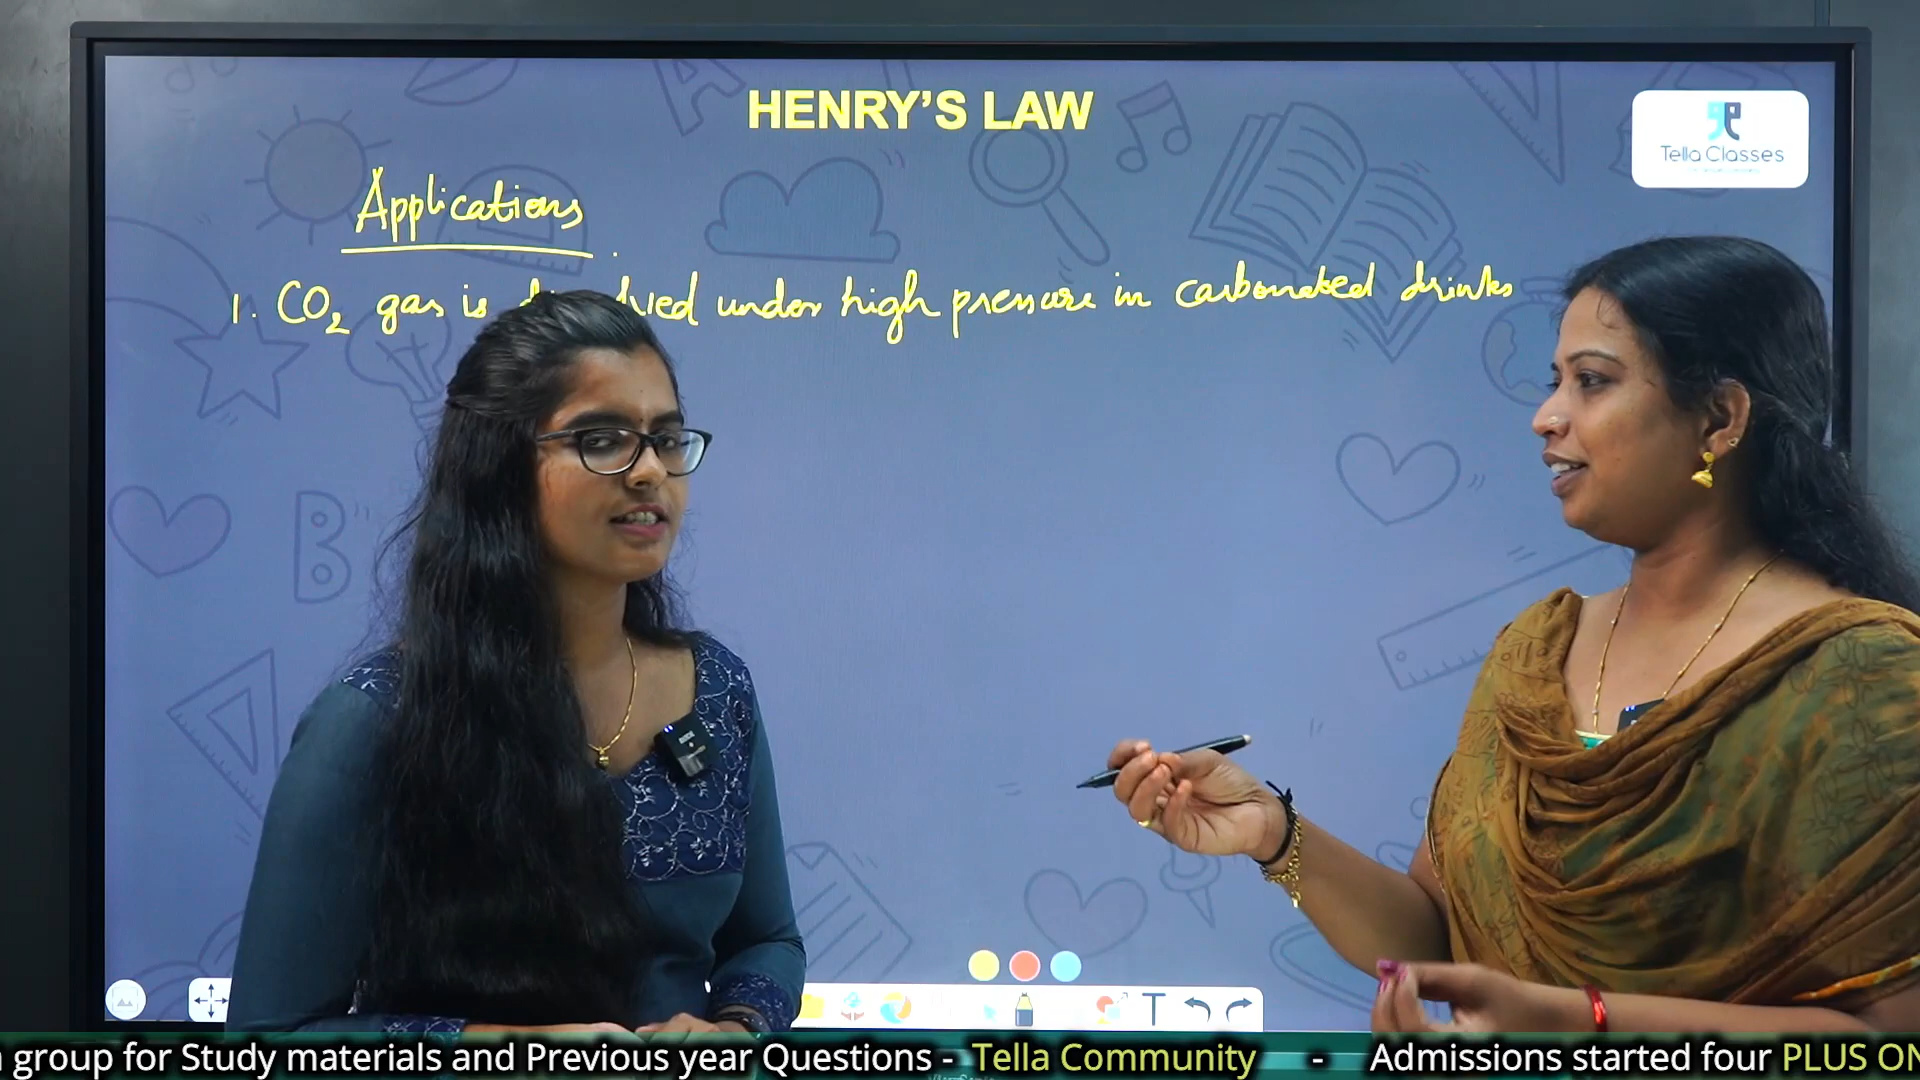 HENRY'S LAW
Tella Classes
Applications
1. CO2 gas is under high pressure in carbonated drinks
B
A
T
group for Study materials and Previous year Questions - Tella Community - Admissions started four PLUS ON